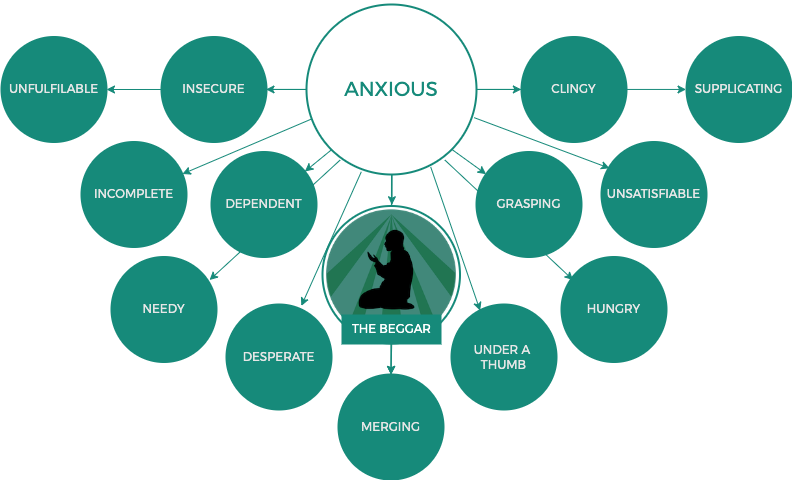 ANXIOUS
UNFULFILABLE
INSECURE
CLINGY
SUPPLICATING
INCOMPLETE
DEPENDENT
GRASPING
UNSATISFIABLE
NEEDY
HUNGRY
THE BEGGAR
DESPERATE
UNDER A
THUMB
MERGING